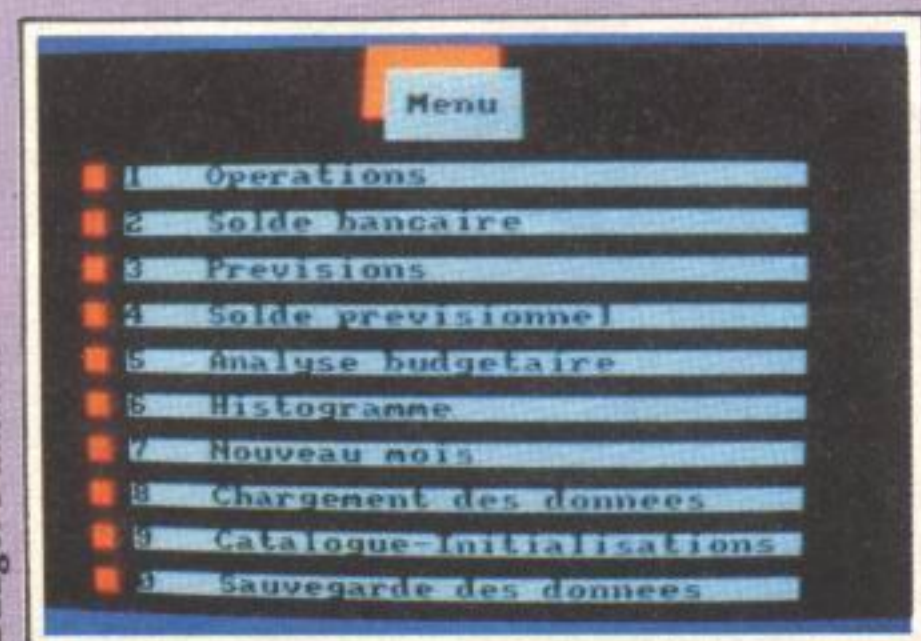 Menu
1 Operations
2 Solde bancaire
3 Previsions
4 Solde previsionnel
5 Analyse budgetaire
6 Histogramme
7 Nouveau mois
8 Chargement des donnees
9 Catalogue-Initialisations
0 Sauvegarde des donnees